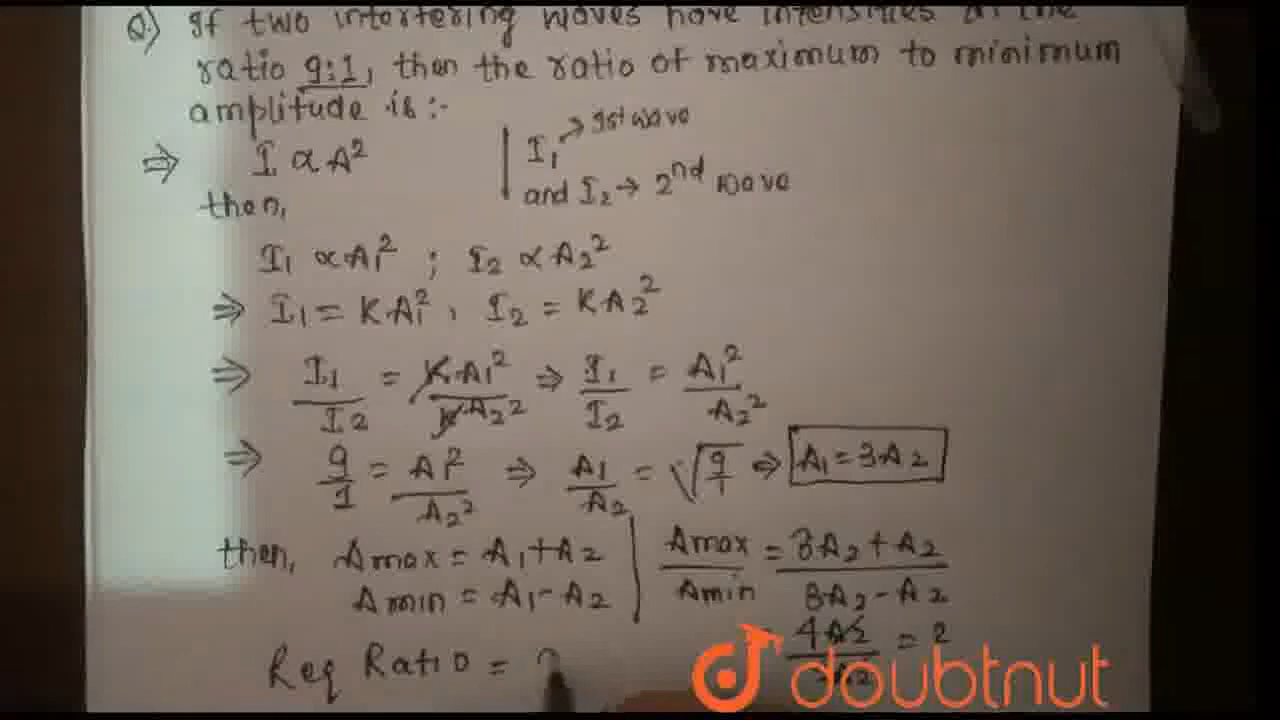 Q.) If two interfering waves have intensities in the
ratio 9:1, then the ratio of maximum to minimum
amplitude is :-
⇒ I ∝ A² | I₁ → 1st wave
and I₂ → 2nd wave
then,
I₁ ∝ A₁² ; I₂ ∝ A₂²
⇒ I₁ = KA₁² , I₂ = KA₂²
⇒ I₁/I₂ = KA₁²/KA₂² ⇒ I₁/I₂ = A₁²/A₂²
⇒ 9/1 = A₁²/A₂² ⇒ A₁/A₂ = √9/1 ⇒ A₁ = 3A₂
then, Amax = A₁+A₂ | Amax/Amin = 3A₂+A₂/3A₂-A₂
Amin = A₁-A₂
= 4A₂/2A₂ = 2
Req Ratio =
doubtnut